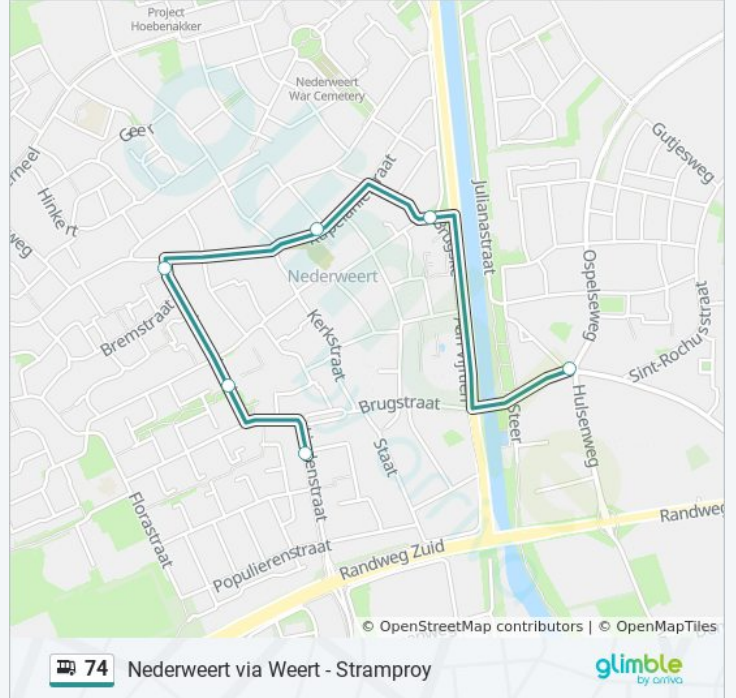 Project
Hoebenakker
Nederweert
War Cemetery
Geer
Gutjesweg
Hinkert
weg
Julianastraat
Nederweert
Ospelseweg
Bremstraat
Kerkstraat
Sint-Rochusstraat
Brugstraat
Steer
Hulsenweg
Staat
Florastraat
Populierenstraat
Randweg Zuid
Randweg
© OpenStreetMap contributors | © OpenMapTiles
74 Nederweert via Weert - Stramproy
glimble
by arriva